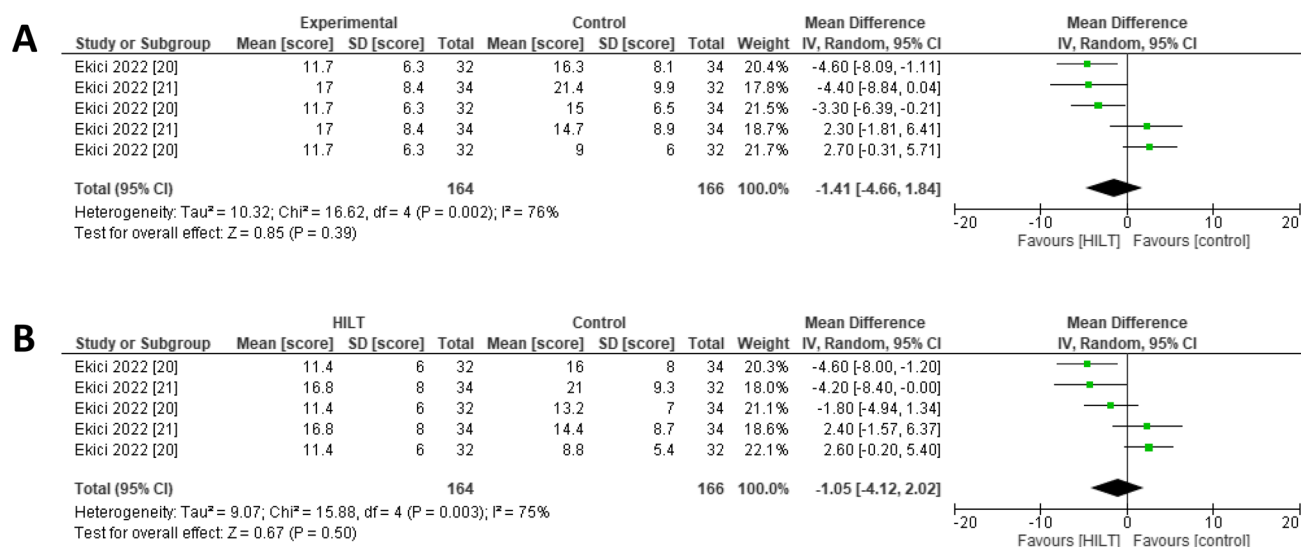 A
Experimental Control Mean Difference Mean Difference
Study or Subgroup Mean [score] SD [score] Total Mean [score] SD [score] Total Weight IV, Random, 95% CI IV, Random, 95% CI
Ekici 2022 [20] 11.7 6.3 32 16.3 8.1 34 20.4% -4.60 [-8.09, -1.11]
Ekici 2022 [21] 17 8.4 34 21.4 9.9 32 17.8% -4.40 [-8.84, 0.04]
Ekici 2022 [20] 11.7 6.3 32 15 6.5 34 21.5% -3.30 [-6.39, -0.21]
Ekici 2022 [21] 17 8.4 34 14.7 8.9 34 18.7% 2.30 [-1.81, 6.41]
Ekici 2022 [20] 11.7 6.3 32 9 6 32 21.7% 2.70 [-0.31, 5.71]
Total (95% CI) 164 166 100.0% -1.41 [-4.66, 1.84]
Heterogeneity: Tau² = 10.32; Chi² = 16.62, df = 4 (P = 0.002); I² = 76%
Test for overall effect: Z = 0.85 (P = 0.39)
-20 -10 0 10 20
Favours [HILT] Favours [control]
B
HILT Control Mean Difference Mean Difference
Study or Subgroup Mean [score] SD [score] Total Mean [score] SD [score] Total Weight IV, Random, 95% CI IV, Random, 95% CI
Ekici 2022 [20] 11.4 6 32 16 8 34 20.3% -4.60 [-8.00, -1.20]
Ekici 2022 [21] 16.8 8 34 21 9.3 32 18.0% -4.20 [-8.40, -0.00]
Ekici 2022 [20] 11.4 6 32 13.2 7 34 21.1% -1.80 [-4.94, 1.34]
Ekici 2022 [21] 16.8 8 34 14.4 8.7 34 18.6% 2.40 [-1.57, 6.37]
Ekici 2022 [20] 11.4 6 32 8.8 5.4 32 22.1% 2.60 [-0.20, 5.40]
Total (95% CI) 164 166 100.0% -1.05 [-4.12, 2.02]
Heterogeneity: Tau² = 9.07; Chi² = 15.88, df = 4 (P = 0.003); I² = 75%
Test for overall effect: Z = 0.67 (P = 0.50)
-20 -10 0 10 20
Favours [HILT] Favours [control]